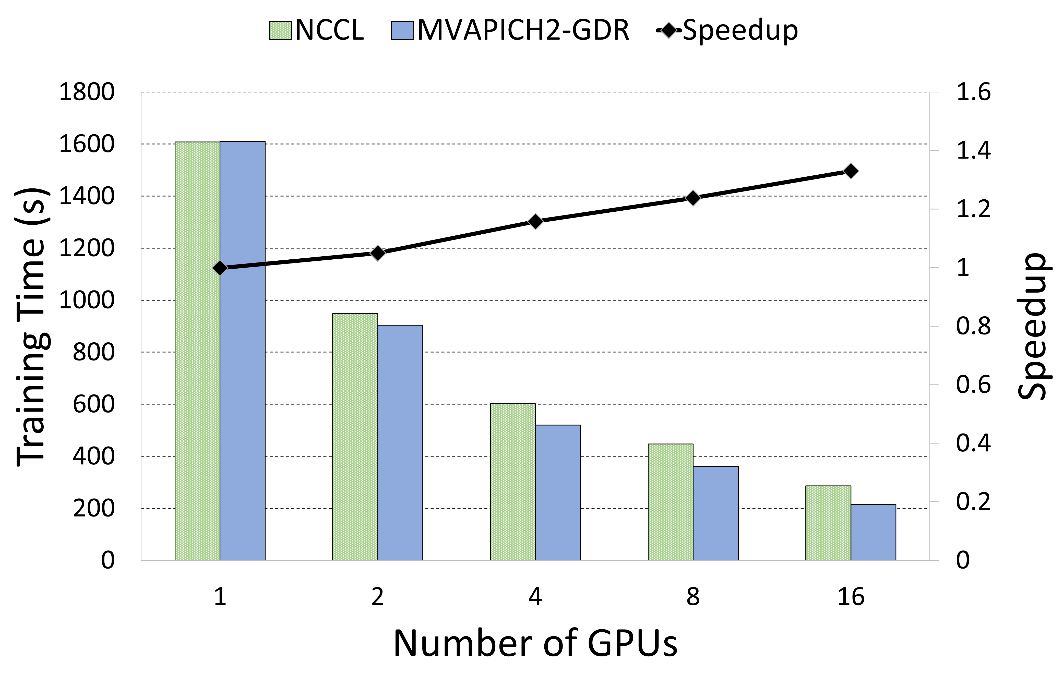 NCCL MVAPICH2-GDR Speedup
1800 1.6
1600 1.4
1400 1.2
1200 1
1000 0.8
800 0.6
600 0.4
400 0.2
200 0
0
Training Time (s)
Speedup
1 2 4 8 16
Number of GPUs